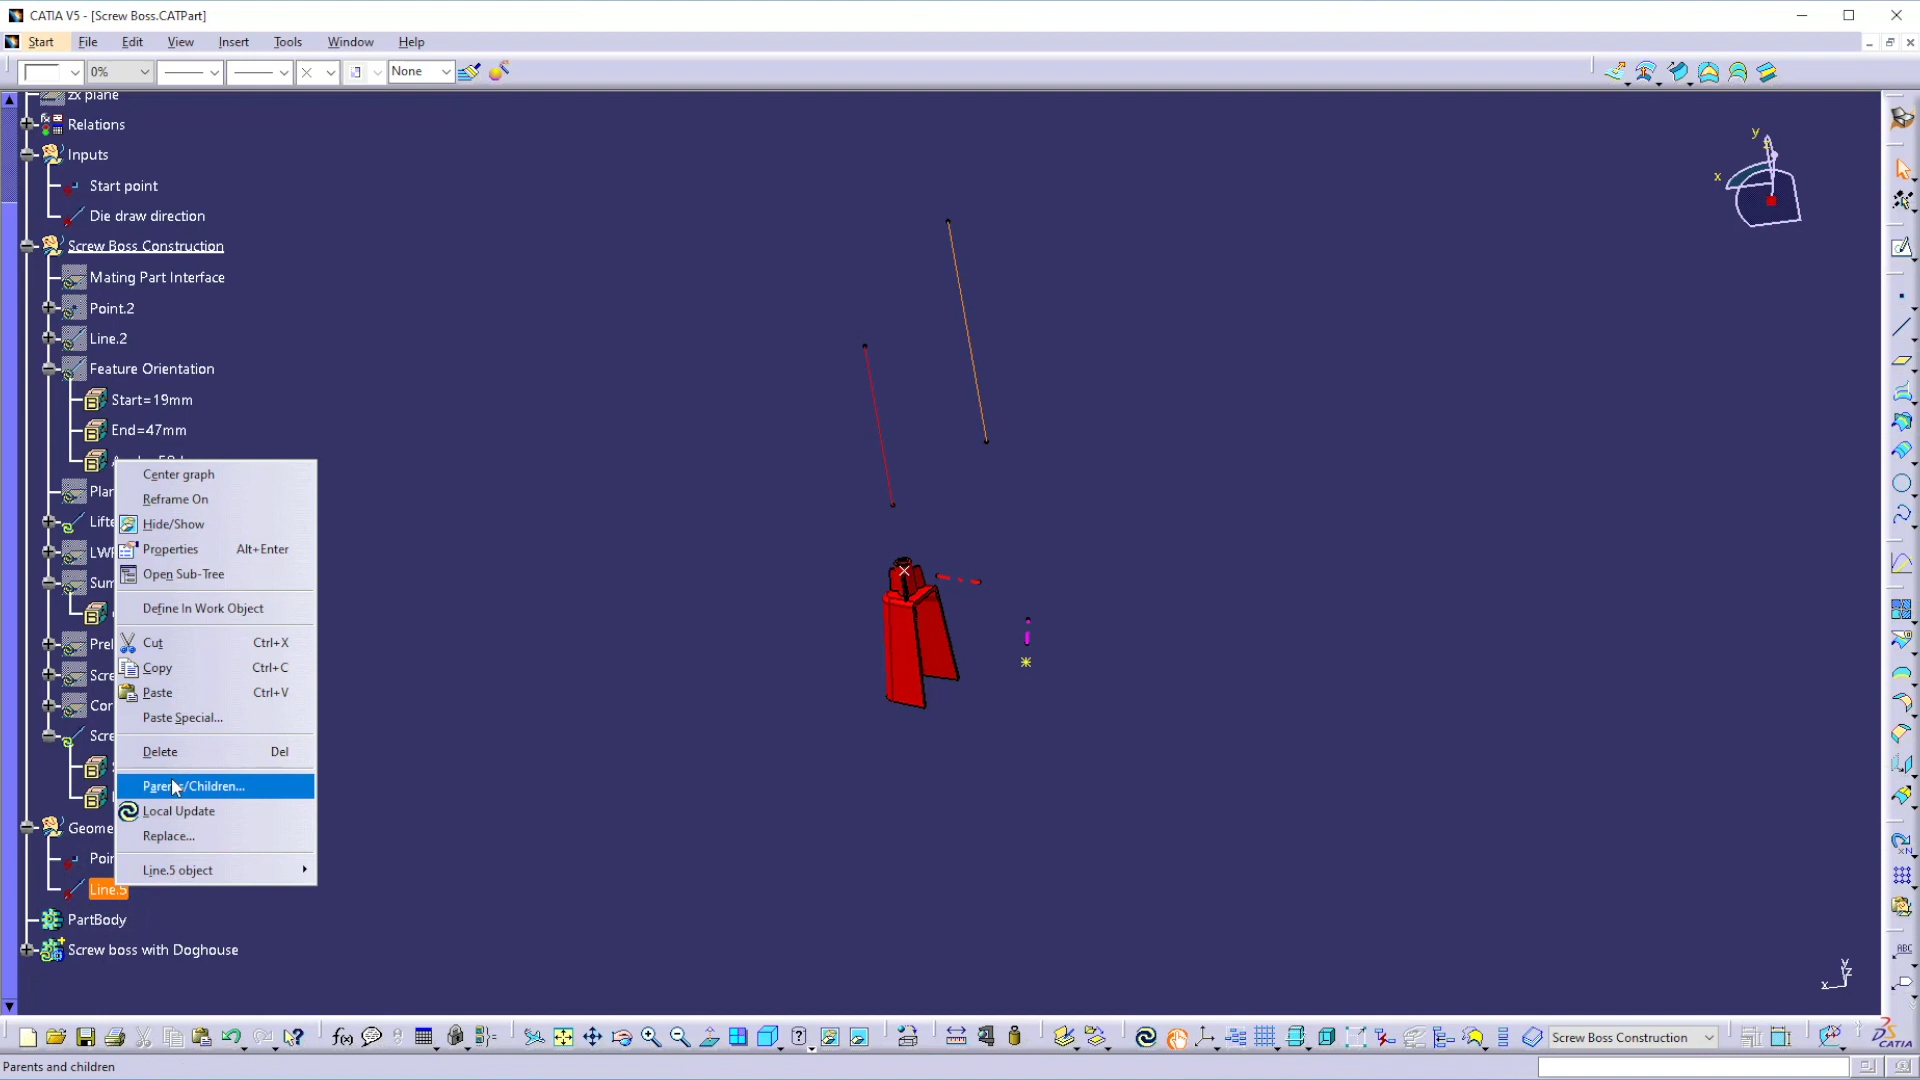 CATIA V5 - [Screw Boss.CATPart]
Start File Edit View Insert Tools Window Help
0% None
zx plane
Relations
Inputs
Start point
Die draw direction
Screw Boss Construction
Mating Part Interface
Point.2
Line.2
Feature Orientation
Start=19mm
End=47mm
Center graph
Reframe On
Hide/Show
Properties Alt+Enter
Open Sub-Tree
Define In Work Object
Cut Ctrl+X
Copy Ctrl+C
Paste Ctrl+V
Paste Special...
Delete Del
Parents/Children...
Local Update
Replace...
Line.5 object
Line.5
PartBody
Screw boss with Doghouse
y
x
y
z
x
Screw Boss Construction
CATIA
Parents and children